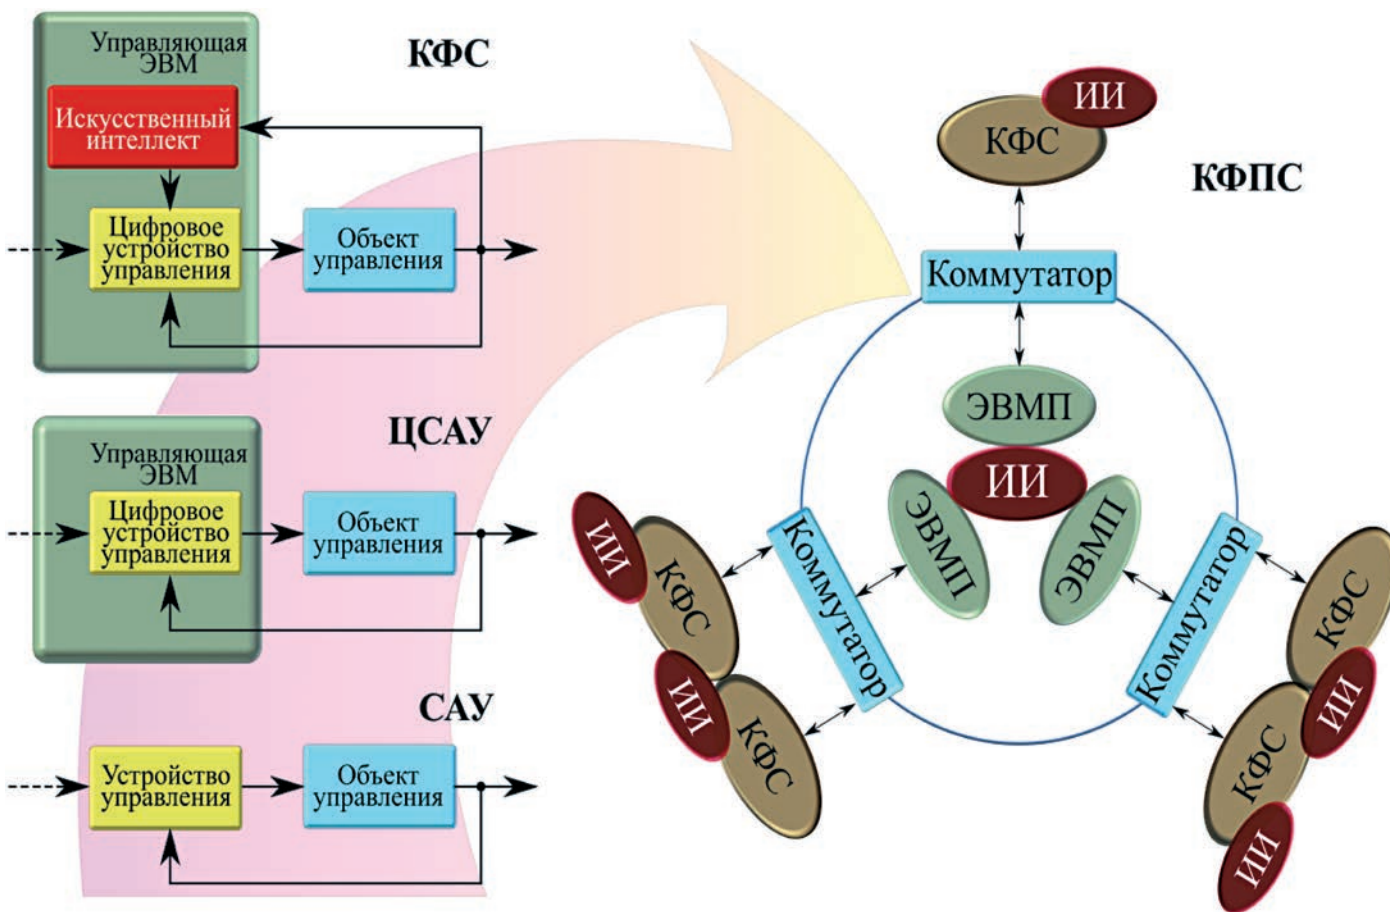 Управляющая
ЭВМ
КФС
Искусственный
интеллект
Цифровое
устройство
управления
Объект
управления
ЦСАУ
Управляющая
ЭВМ
Цифровое
устройство
управления
Объект
управления
САУ
Устройство
управления
Объект
управления
ИИ
КФС
КФПС
Коммутатор
ЭВМП
ИИ
ЭВМП
ЭВМП
Коммутатор
Коммутатор
ИИ
КФС
ИИ
КФС
КФС
ИИ
КФС
ИИ